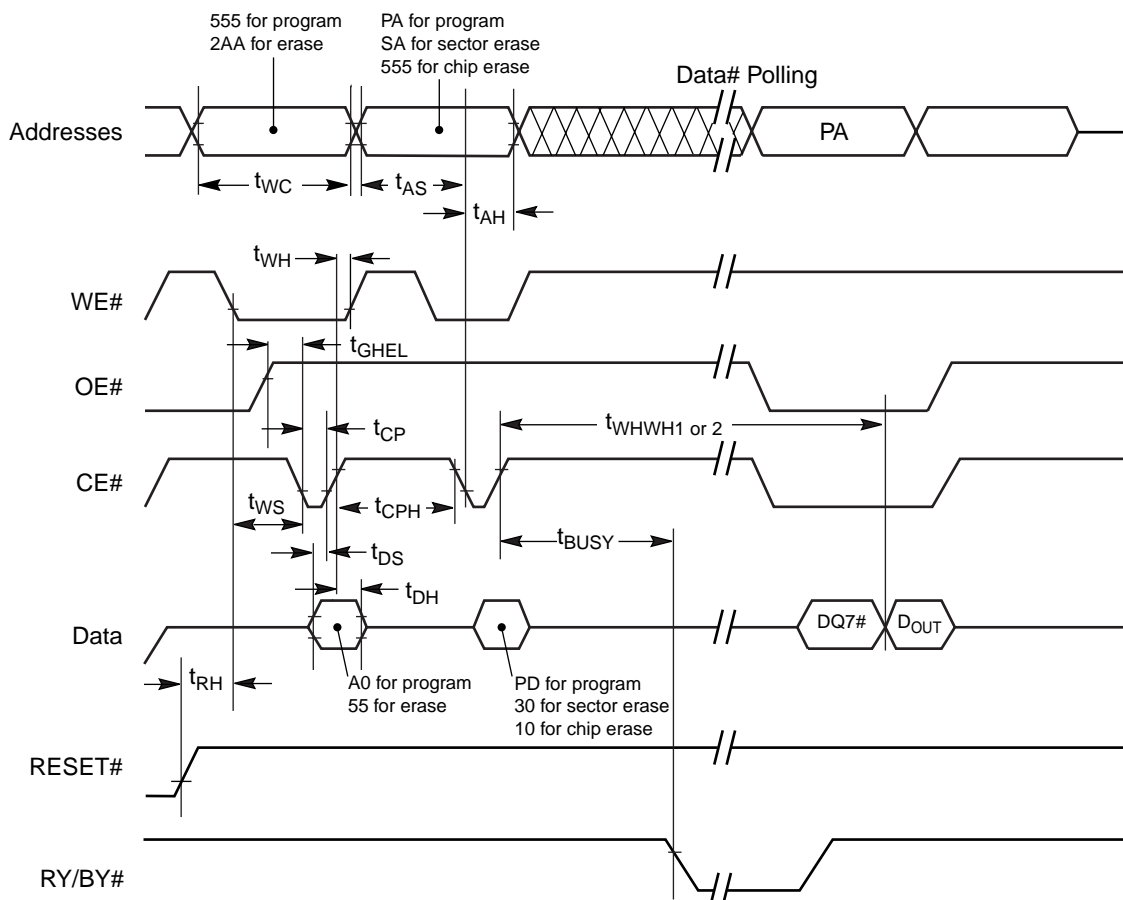 555 for program
2AA for erase
PA for program
SA for sector erase
555 for chip erase
Data# Polling
Addresses
PA
tWC
tAS
tAH
tWH
WE#
tGHEL
OE#
tWHWH1 or 2
tCP
CE#
tWS
tCPH
tBUSY
tDS
tDH
Data
DQ7#
DOUT
tRH
A0 for program
55 for erase
PD for program
30 for sector erase
10 for chip erase
RESET#
RY/BY#